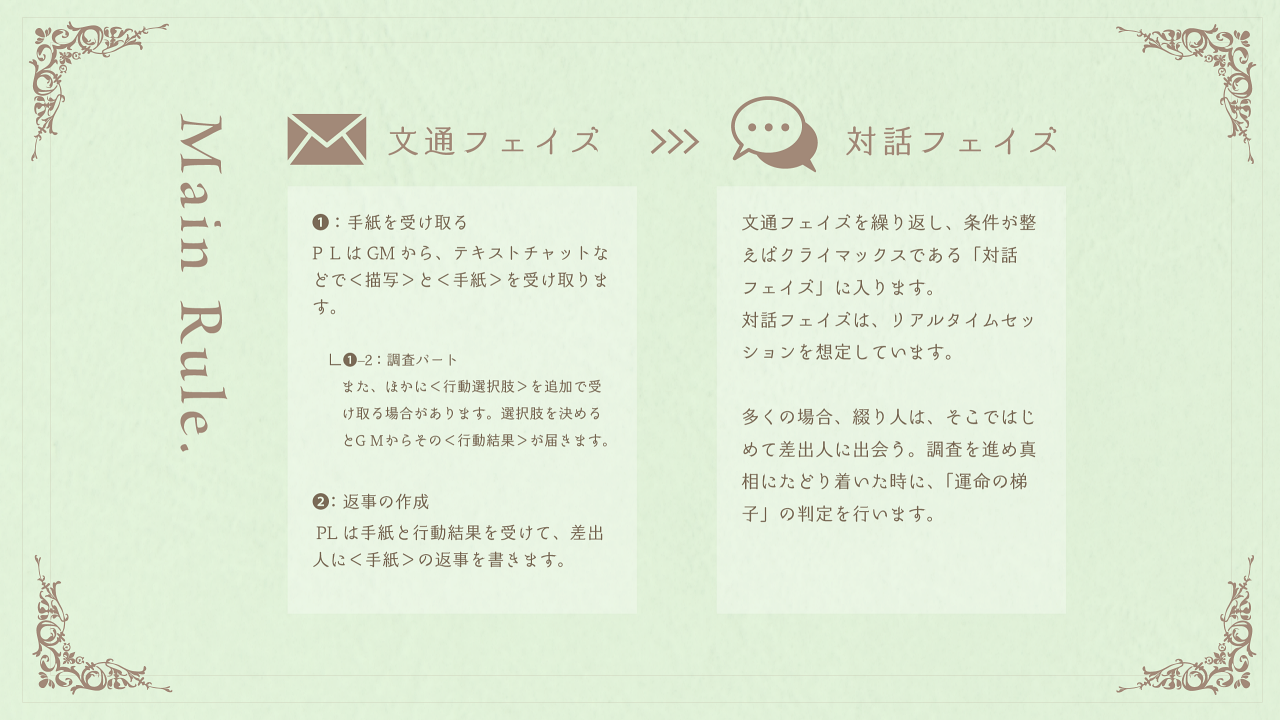 Main Rule.
文通フェイズ
❶：手紙を受け取る
ＰＬはGMから、テキストチャットな
どで＜描写＞と＜手紙＞を受け取りま
す。
∟❶–2：調査パート
また、ほかに＜行動選択肢＞を追加で受
け取る場合があります。選択肢を決める
とＧＭからその＜行動結果＞が届きます。
❷：返事の作成
PLは手紙と行動結果を受けて、差出
人に＜手紙＞の返事を書きます。
対話フェイズ
文通フェイズを繰り返し、条件が整
えばクライマックスである「対話
フェイズ」に入ります。
対話フェイズは、リアルタイムセッ
ションを想定しています。
多くの場合、綴り人は、そこではじ
めて差出人に出会う。調査を進め真
相にたどり着いた時に、「運命の梯
子」の判定を行います。